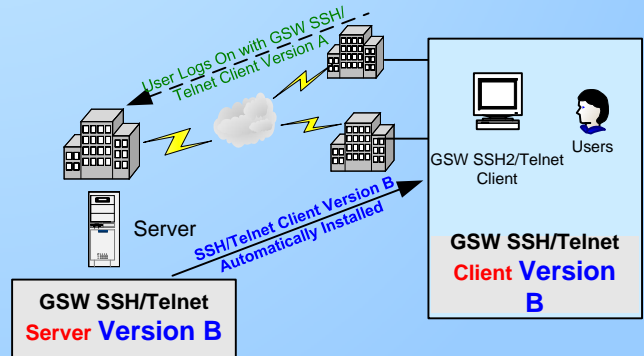 User Logs On with GSW SSH/
Telnet Client Version A
GSW SSH2/Telnet
Client
Users
Server
SSH/Telnet Client Version B
Automatically Installed
GSW SSH/Telnet
Client Version
B
GSW SSH/Telnet
Server Version B